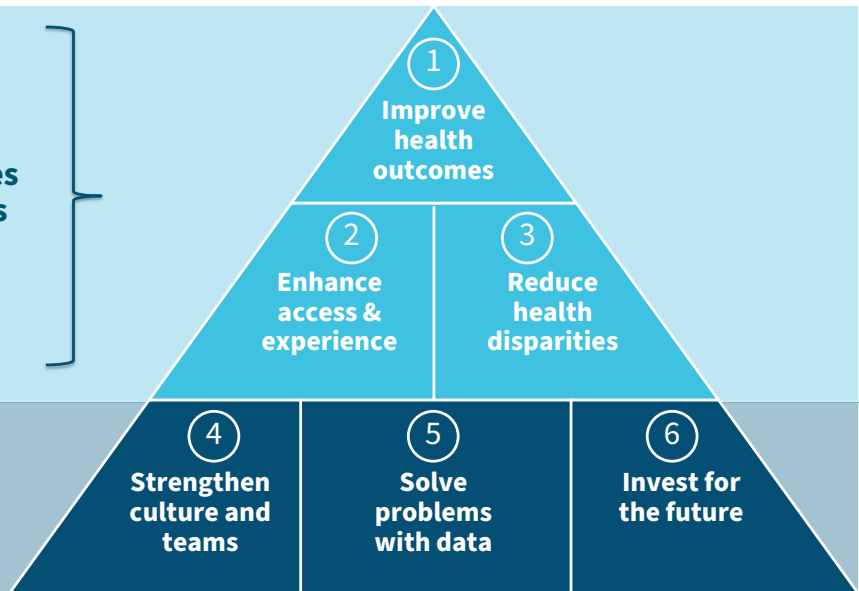 1
Improve
health
outcomes
2
Enhance
access &
experience
3
Reduce
health
disparities
4
Strengthen
culture and
teams
5
Solve
problems
with data
6
Invest for
the future